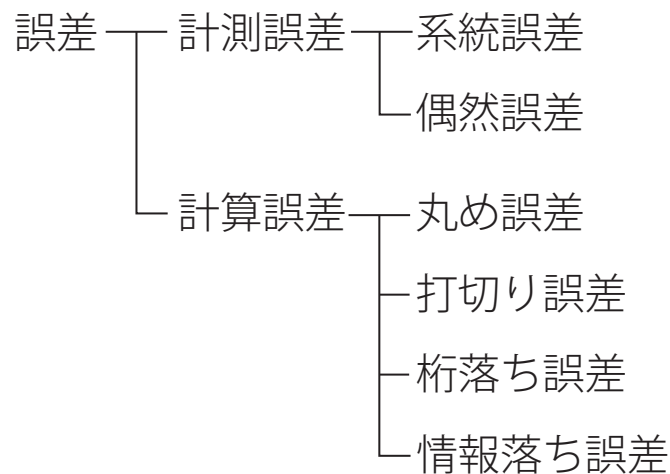 誤差 計測誤差 系統誤差
偶然誤差
計算誤差 丸め誤差
打切り誤差
桁落ち誤差
情報落ち誤差